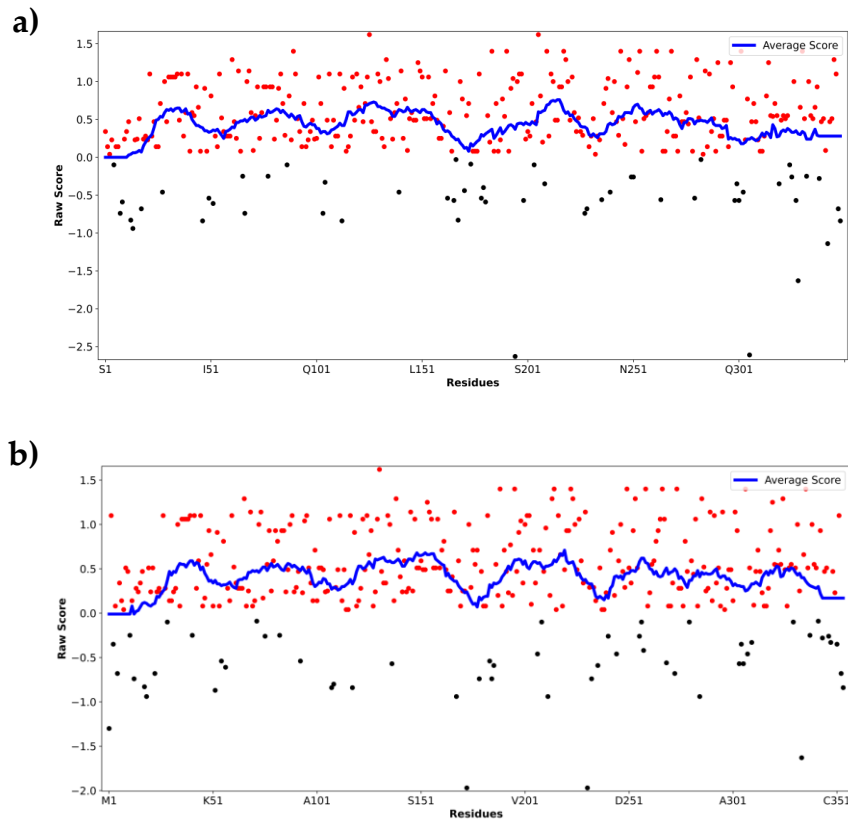 a)
1.5
1.0
0.5
0.0
−0.5
−1.0
−1.5
−2.0
−2.5
Raw Score
Average Score
S1 I51 Q101 L151 S201 N251 Q301
Residues
b)
1.5
1.0
0.5
0.0
−0.5
−1.0
−1.5
−2.0
Raw Score
Average Score
M1 K51 A101 S151 V201 D251 A301 C351
Residues